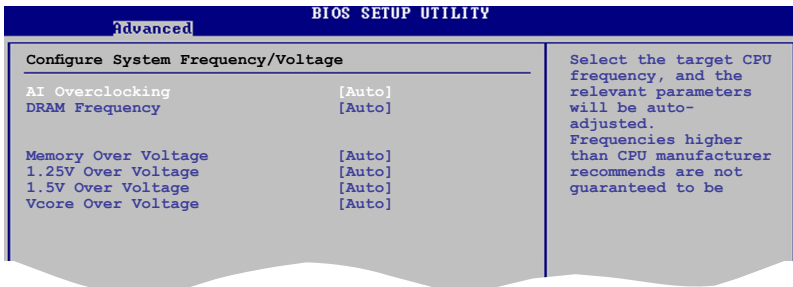 BIOS SETUP UTILITY
Advanced
Configure System Frequency/Voltage
AI Overclocking [Auto]
DRAM Frequency [Auto]
Memory Over Voltage [Auto]
1.25V Over Voltage [Auto]
1.5V Over Voltage [Auto]
Vcore Over Voltage [Auto]
Select the target CPU
frequency, and the
relevant parameters
will be auto-
adjusted.
Frequencies higher
than CPU manufacturer
recommends are not
guaranteed to be